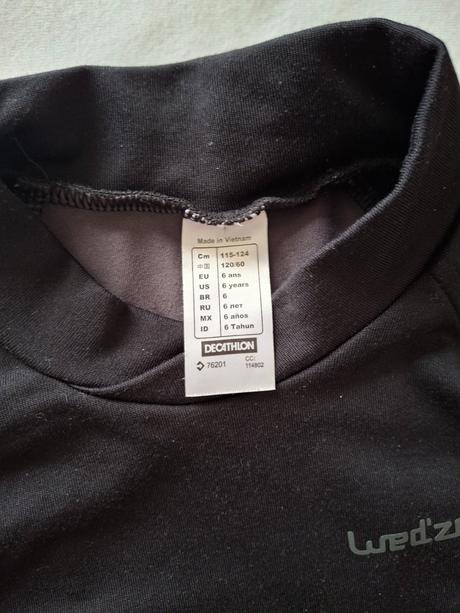 Made in Vietnam
Cm 115-124
中国 120/60
EU 6 ans
US 6 years
BR 6
RU 6 лет
MX 6 años
ID 6 Tahun
DECATHLON
76201 CC: 114802